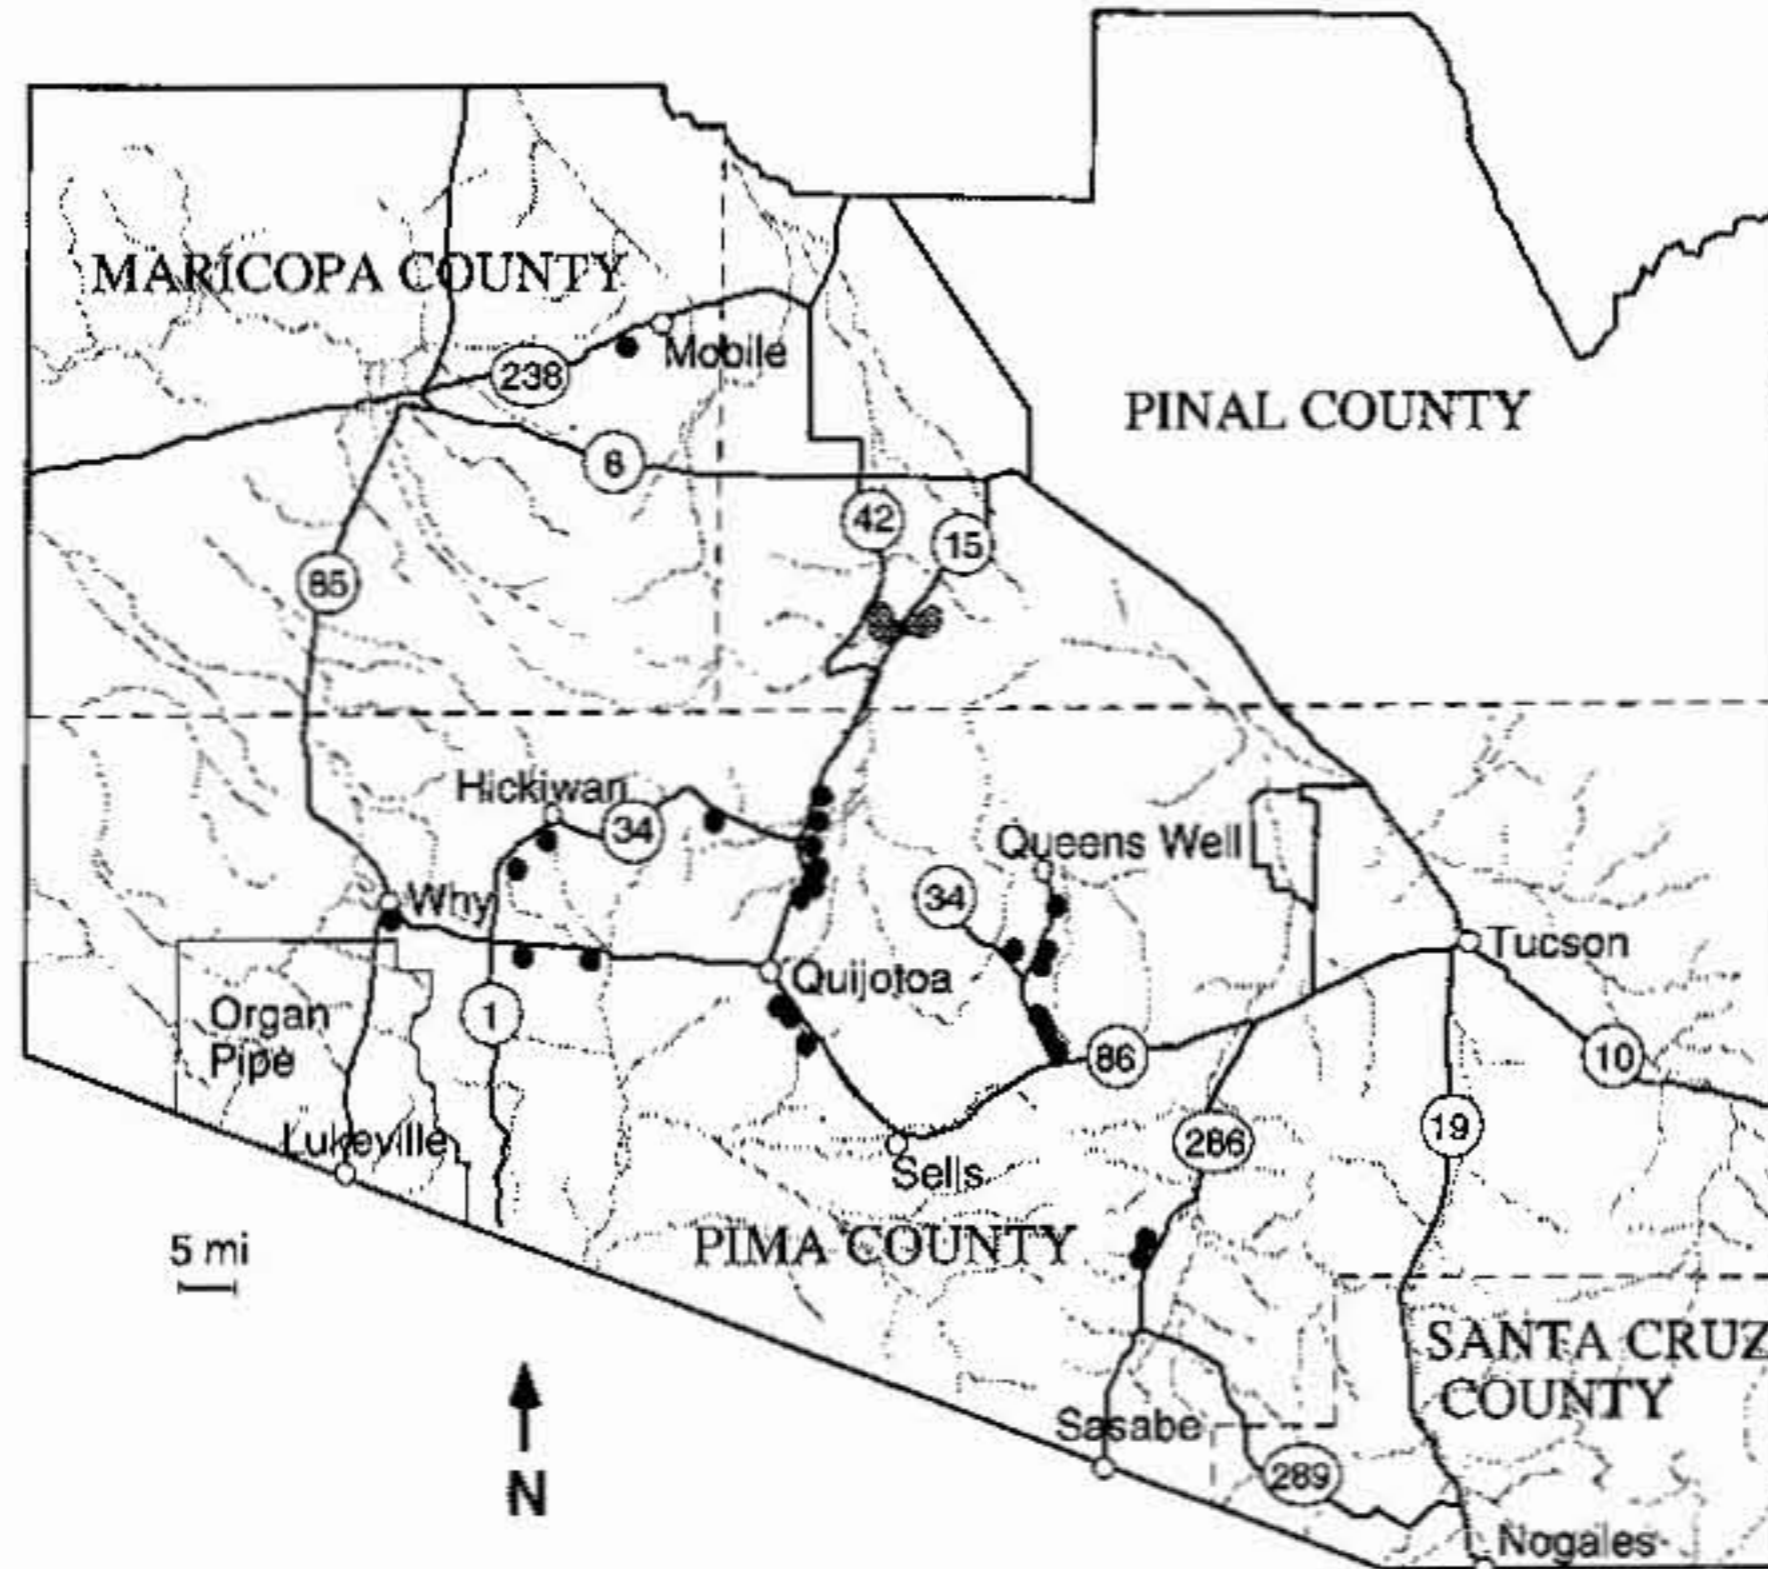 MARICOPA COUNTY
Mobile
238
PINAL COUNTY
8
42
15
85
Hickiwan
34
Queens Well
34
Why
Tucson
Quijotoa
Organ
Pipe
1
86
10
19
Lukeville
286
Sells
PIMA COUNTY
5 mi
SANTA CRUZ
COUNTY
Sasabe
289
N
Nogales